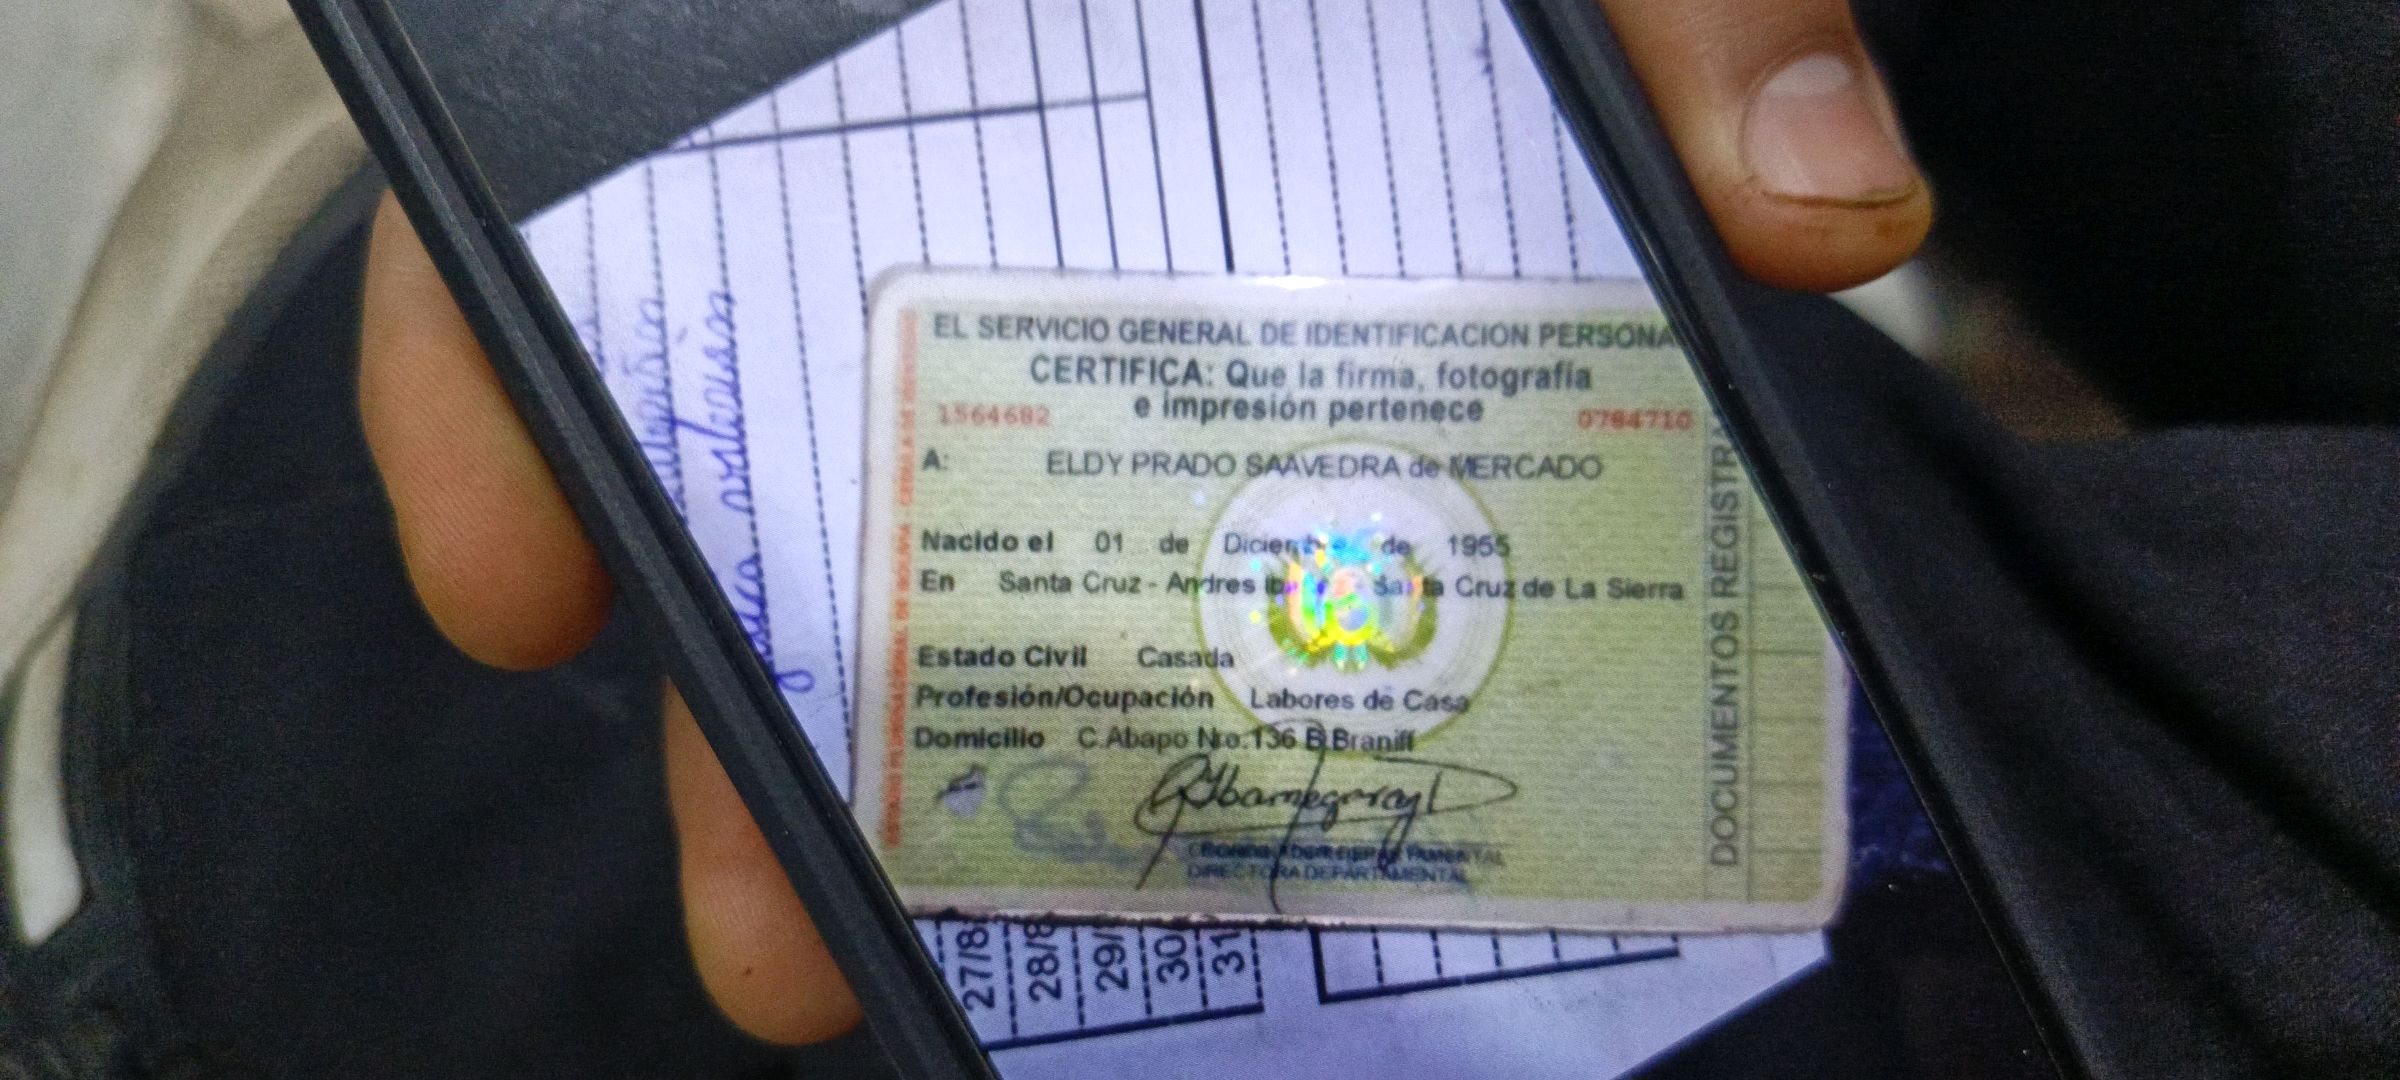 EL SERVICIO GENERAL DE IDENTIFICACION PERSONA
CERTIFICA: Que la firma, fotografía
e impresión pertenece
1564682
0784710
A: ELDY PRADO SAAVEDRA de MERCADO
Nacido el 01 de Diciembre de 1955
En Santa Cruz - Andres Santa Cruz de La Sierra
Estado Civil Casada
Profesión/Ocupación Labores de Casa
Domicilio C.Abapo Nro.136 B.Braniff
DIRECTORA DEPARTAMENTAL
DOCUMENTOS REGISTRA
27/8
28/8
29/
30/
31